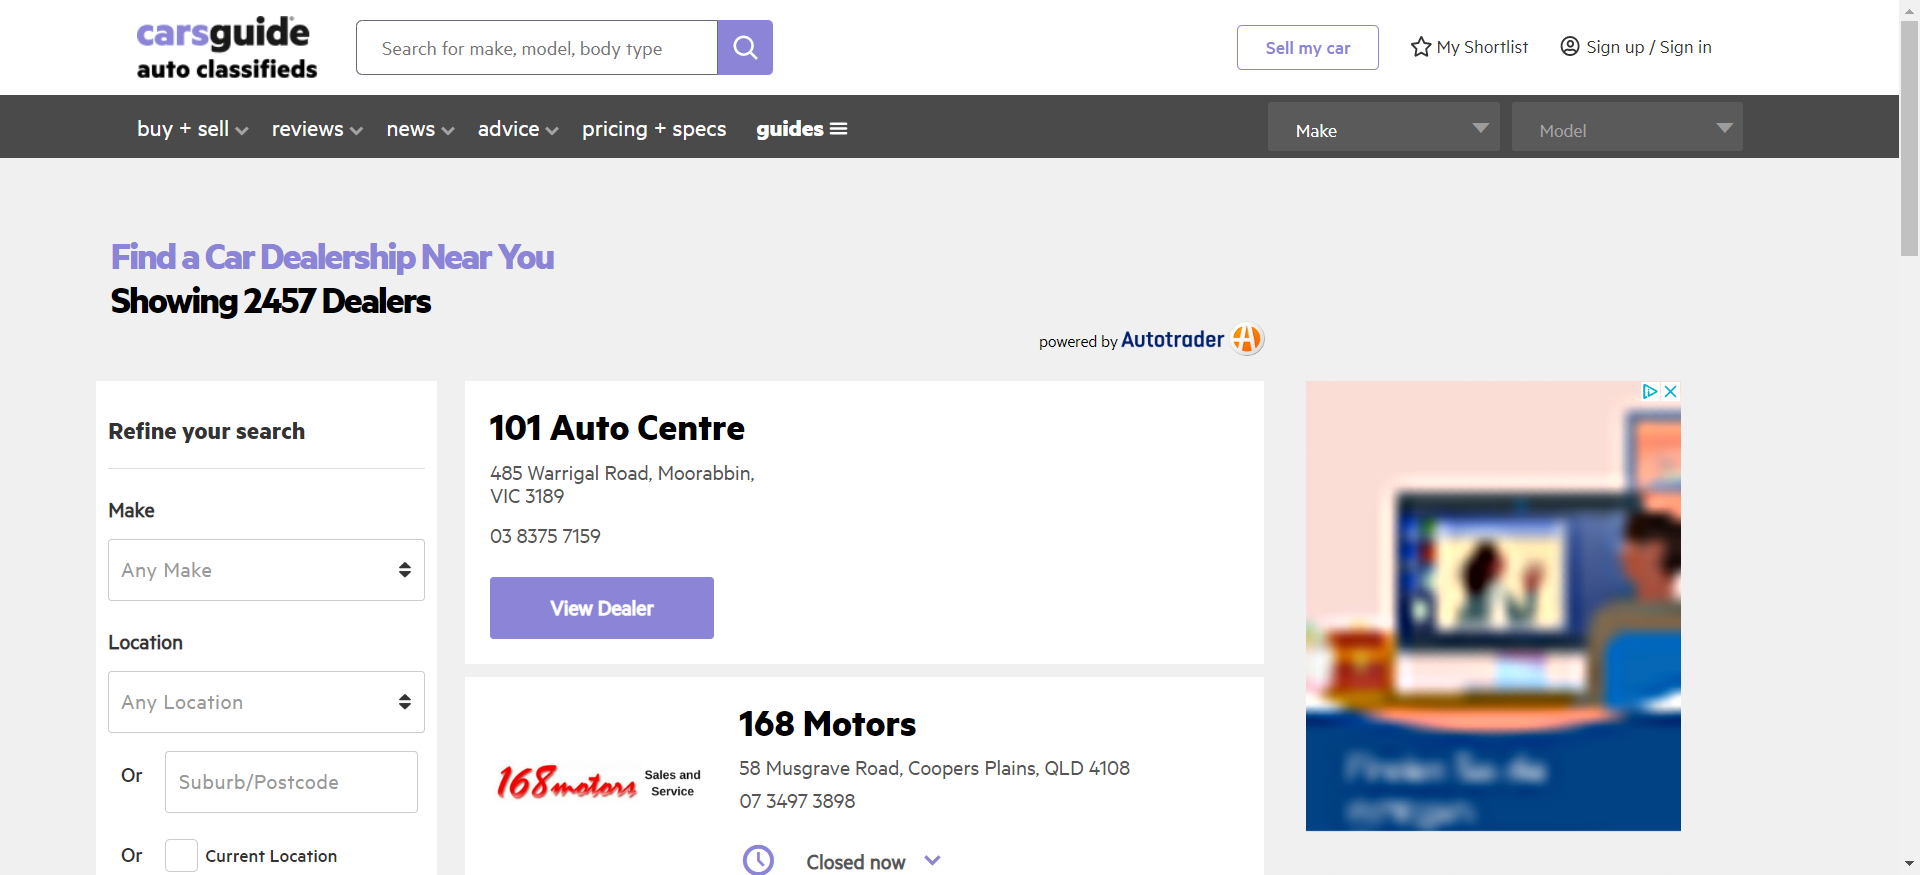 carsguide
auto classifieds
Search for make, model, body type
Sell my car
My Shortlist
Sign up / Sign in
buy + sell
reviews
news
advice
pricing + specs
guides
Make
Model
Find a Car Dealership Near You
Showing 2457 Dealers
powered by Autotrader
Refine your search
Make
Any Make
Location
Any Location
Or
Suburb/Postcode
Or
Current Location
101 Auto Centre
485 Warrigal Road, Moorabbin,
VIC 3189
03 8375 7159
View Dealer
168motors
Sales and
Service
168 Motors
58 Musgrave Road, Coopers Plains, QLD 4108
07 3497 3898
Closed now